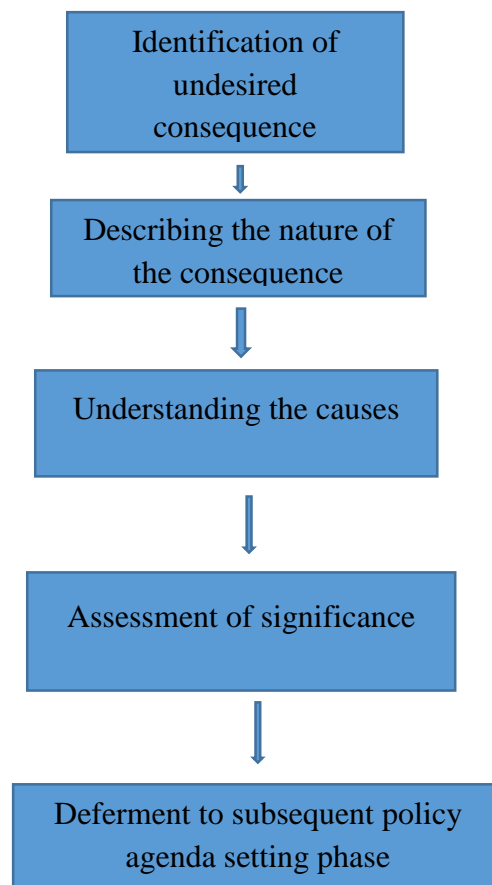 Identification of
undesired
consequence
Describing the nature of
the consequence
Understanding the causes
Assessment of significance
Deferment to subsequent policy
agenda setting phase